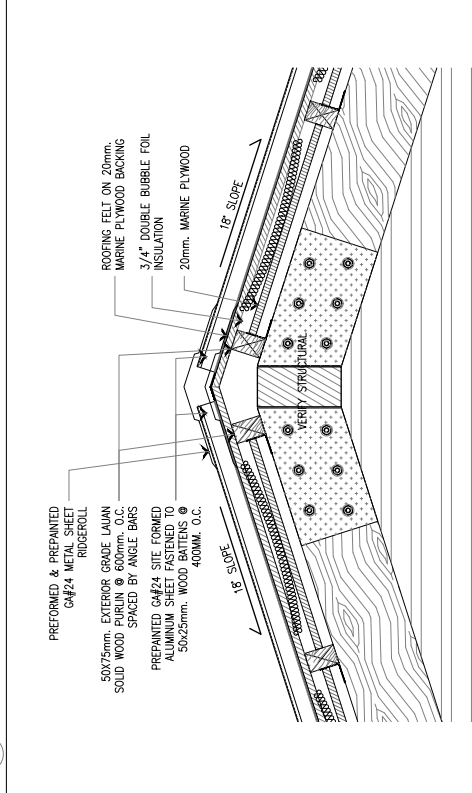 PREFORMED & PREPAINTED
GA#24 METAL SHEET
RIDGEROLL
50X75mm. EXTERIOR GRADE LAUAN
SOLID WOOD PURLIN @ 600mm. O.C.
SPACED BY ANGLE BARS
PREPAINTED GA#24 SITE FORMED
ALUMINUM SHEET FASTENED TO
50x25mm. WOOD BATTENS @
400MM. O.C.
ROOFING FELT ON 20mm.
MARINE PLYWOOD BACKING
3/4" DOUBLE BUBBLE FOIL
INSULATION
20mm. MARINE PLYWOOD
18° SLOPE
18° SLOPE
VERIFY STRUCTURAL